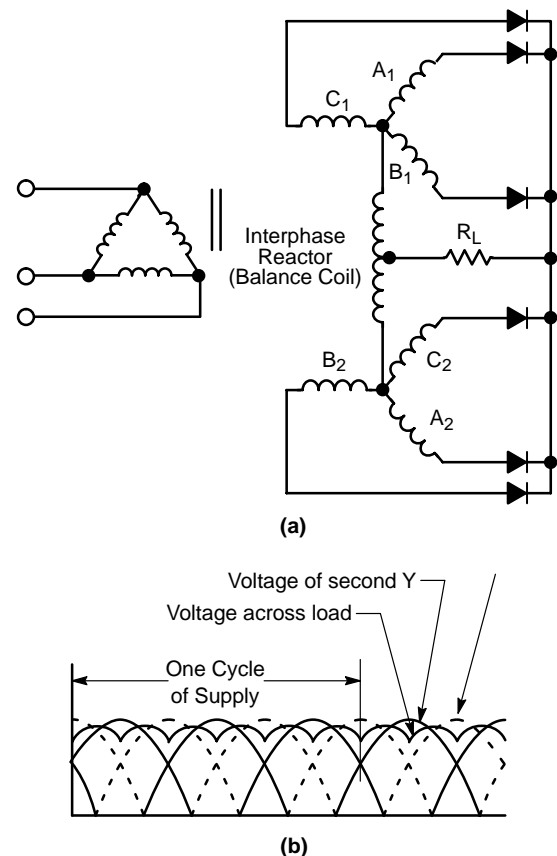 A1
C1
B1
Interphase
Reactor
(Balance Coil)
RL
B2
C2
A2
(a)
Voltage of second Y
Voltage across load
One Cycle
of Supply
(b)